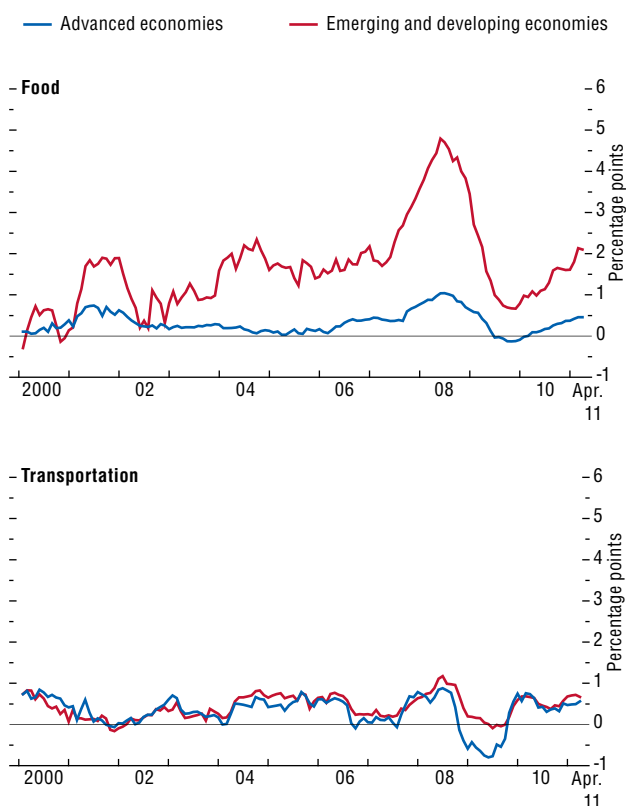 Advanced economies
Emerging and developing economies
Food
6
5
4
3
2
1
0
-1
Percentage points
2000 02 04 06 08 10 Apr.
11
Transportation
6
5
4
3
2
1
0
-1
Percentage points
2000 02 04 06 08 10 Apr.
11